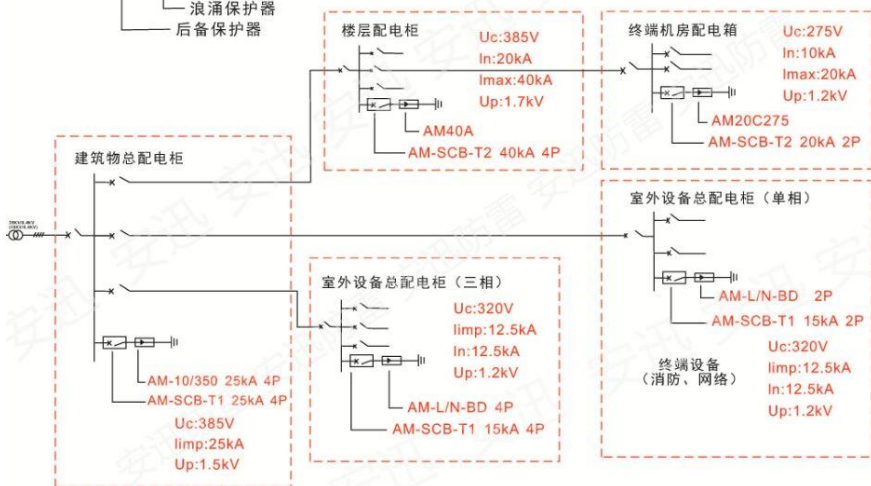 浪涌保护器
后备保护器
楼层配电柜
Uc:385V
In:20kA
Imax:40kA
Up:1.7kV
AM40A
AM-SCB-T2 40kA 4P
终端机房配电箱
Uc:275V
In:10kA
Imax:20kA
Up:1.2kV
AM20C275
AM-SCB-T2 20kA 2P
建筑物总配电柜
AM-10/350 25kA 4P
AM-SCB-T1 25kA 4P
Uc:385V
Iimp:25kA
Up:1.5kV
室外设备总配电柜（三相）
Uc:320V
Iimp:12.5kA
In:12.5kA
Up:1.2kV
AM-L/N-BD 4P
AM-SCB-T1 15kA 4P
室外设备总配电柜（单相）
AM-L/N-BD 2P
AM-SCB-T1 15kA 2P
终端设备
（消防、网络）
Uc:320V
Iimp:12.5kA
In:12.5kA
Up:1.2kV
安迅防雷